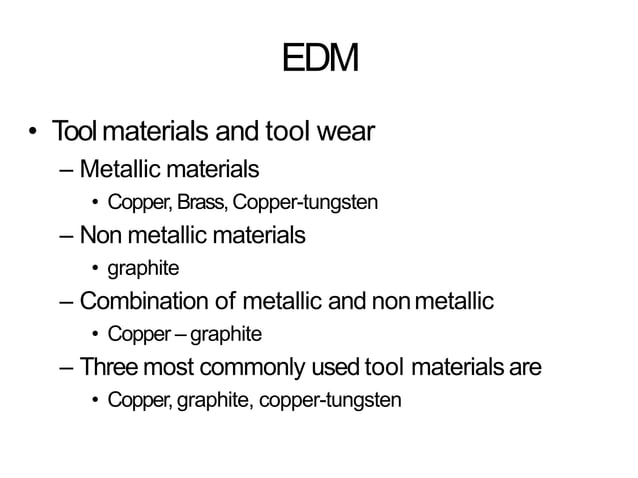 EDM
• Tool materials and tool wear
– Metallic materials
• Copper, Brass, Copper-tungsten
– Non metallic materials
• graphite
– Combination of metallic and non metallic
• Copper – graphite
– Three most commonly used tool materials are
• Copper, graphite, copper-tungsten